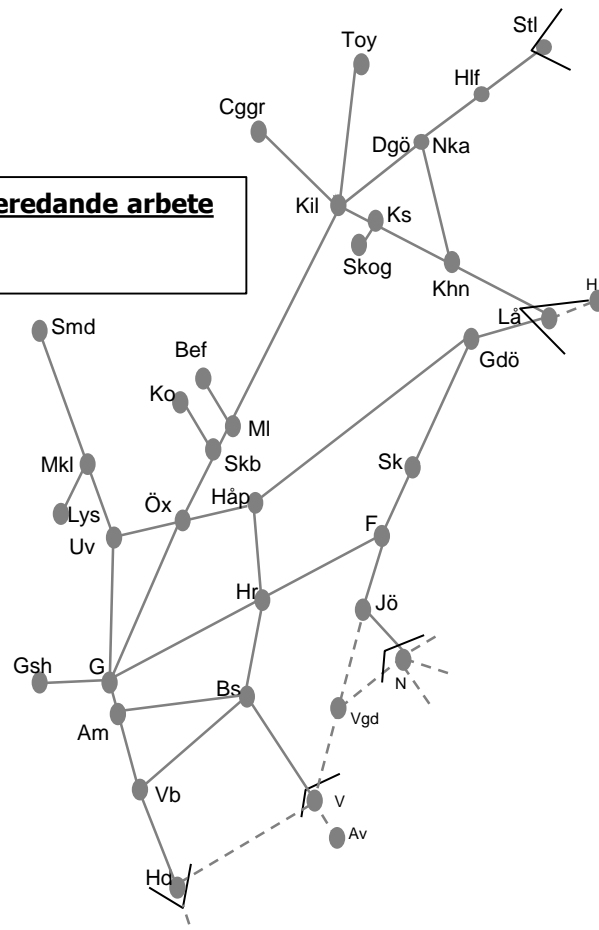 Stl
Toy
Hlf
Cggr
Dgö Nka
eredande arbete
Kil
Ks
Skog
Khn
H
Lå
Smd
Gdö
Bef
Ko
Ml
Skb
Mkl
Sk
Lys
Öx
Håp
Uv
F
Hr
Jö
Gsh
G
Bs
N
Am
Vgd
Vb
V
Av
Hd